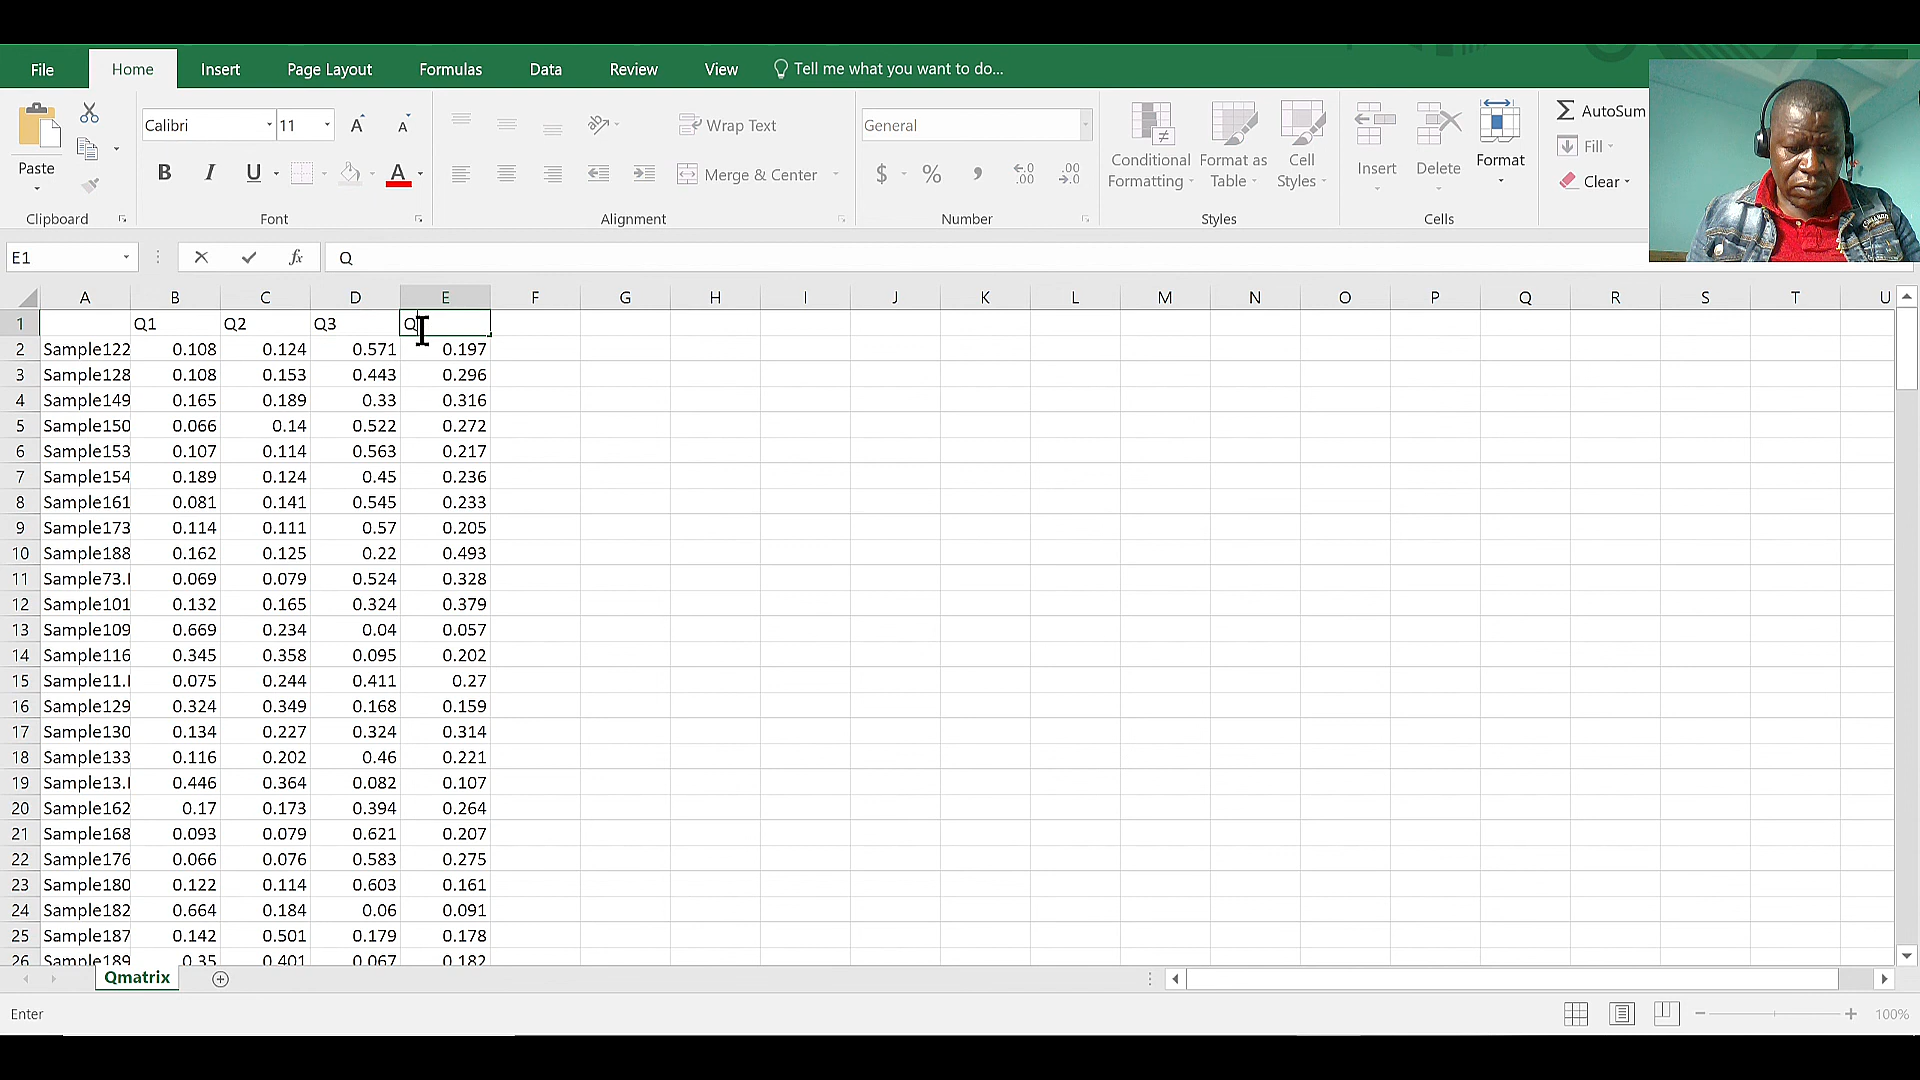 File Home Insert Page Layout Formulas Data Review View Tell me what you want to do...
Calibri 11 Wrap Text General AutoSum
Paste B I U A Merge & Center $ % , Conditional Formatting Format as Table Cell Styles Insert Delete Format Fill Clear
Clipboard Font Alignment Number Styles Cells
E1 fx Q
A B C D E F G H I J K L M N O P Q R S T U
1 Q1 Q2 Q3 Q
2 Sample122 0.108 0.124 0.571 0.197
3 Sample128 0.108 0.153 0.443 0.296
4 Sample149 0.165 0.189 0.33 0.316
5 Sample150 0.066 0.14 0.522 0.272
6 Sample153 0.107 0.114 0.563 0.217
7 Sample154 0.189 0.124 0.45 0.236
8 Sample161 0.081 0.141 0.545 0.233
9 Sample173 0.114 0.111 0.57 0.205
10 Sample188 0.162 0.125 0.22 0.493
11 Sample73. 0.069 0.079 0.524 0.328
12 Sample101 0.132 0.165 0.324 0.379
13 Sample109 0.669 0.234 0.04 0.057
14 Sample116 0.345 0.358 0.095 0.202
15 Sample11. 0.075 0.244 0.411 0.27
16 Sample129 0.324 0.349 0.168 0.159
17 Sample130 0.134 0.227 0.324 0.314
18 Sample133 0.116 0.202 0.46 0.221
19 Sample13. 0.446 0.364 0.082 0.107
20 Sample162 0.17 0.173 0.394 0.264
21 Sample168 0.093 0.079 0.621 0.207
22 Sample176 0.066 0.076 0.583 0.275
23 Sample180 0.122 0.114 0.603 0.161
24 Sample182 0.664 0.184 0.06 0.091
25 Sample187 0.142 0.501 0.179 0.178
26 Sample189 0.35 0.401 0.067 0.182
Qmatrix
Enter 100%